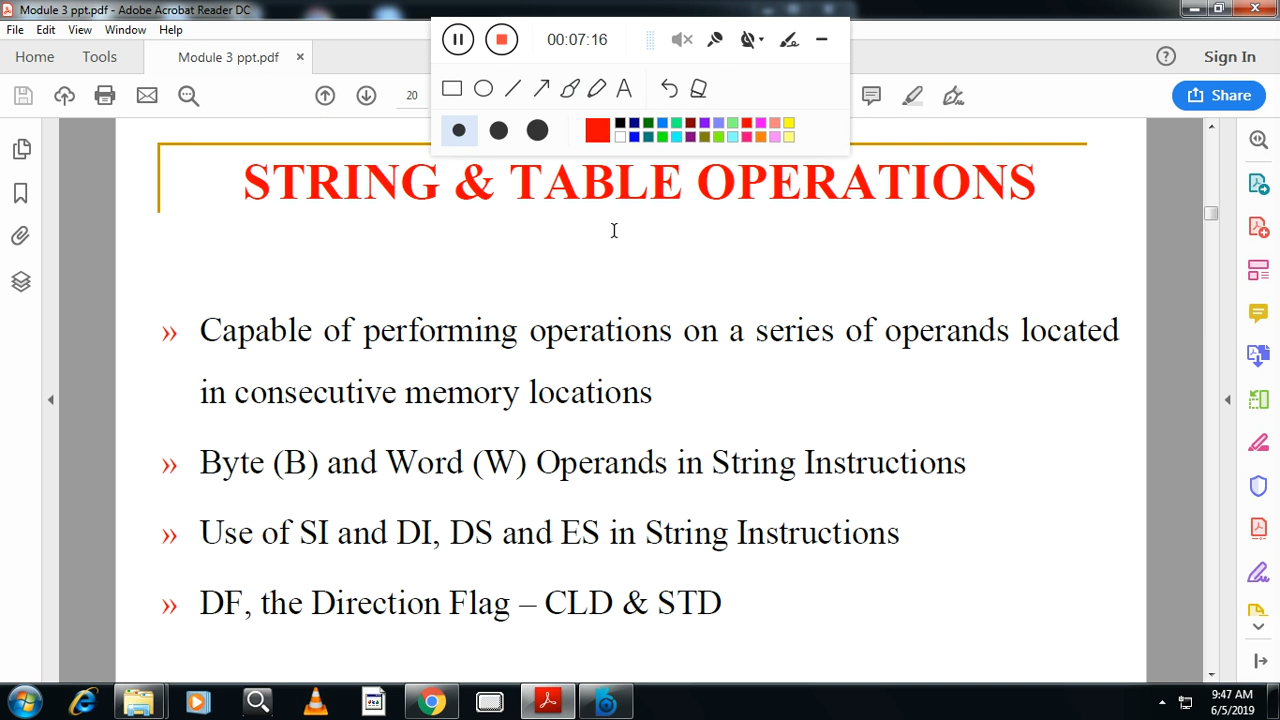 Module 3 ppt.pdf - Adobe Acrobat Reader DC
File Edit View Window Help
00:07:16
Home Tools Module 3 ppt.pdf × Sign In
20
Share
A
STRING & TABLE OPERATIONS
» Capable of performing operations on a series of operands located
in consecutive memory locations
» Byte (B) and Word (W) Operands in String Instructions
» Use of SI and DI, DS and ES in String Instructions
» DF, the Direction Flag – CLD & STD
9:47 AM
6/5/2019